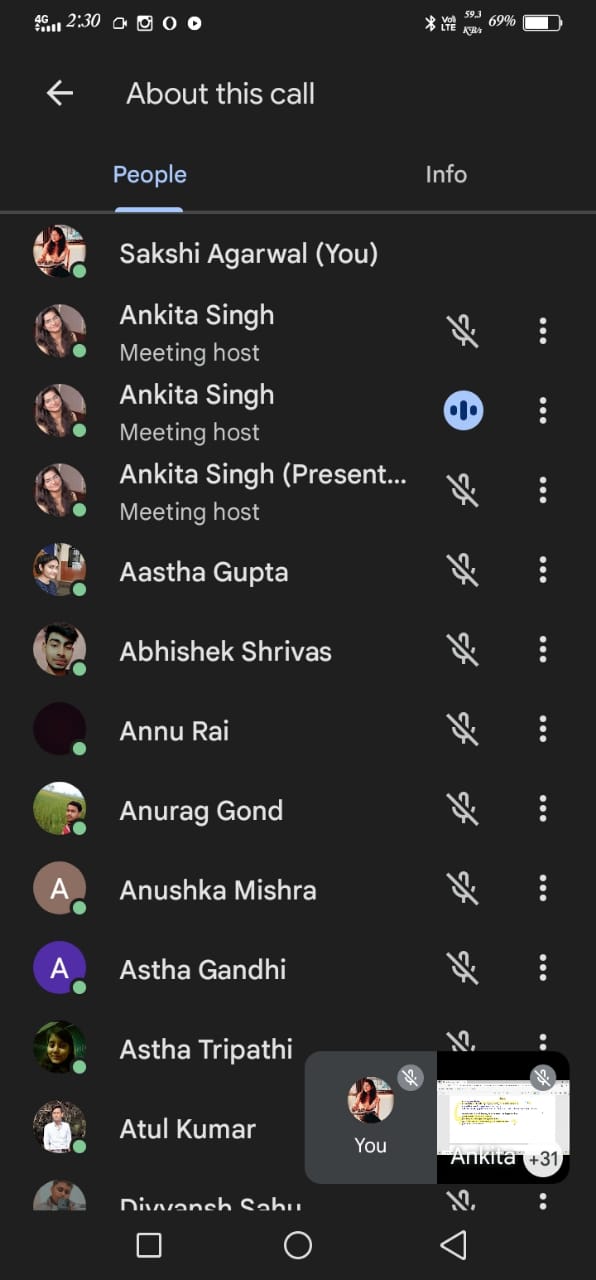 4G 2:30 Voll LTE 59.3 KB/s 69%
About this call
People Info
Sakshi Agarwal (You)
Ankita Singh
Meeting host
Ankita Singh
Meeting host
Ankita Singh (Present...
Meeting host
Aastha Gupta
Abhishek Shrivas
Annu Rai
Anurag Gond
A Anushka Mishra
A Astha Gandhi
Astha Tripathi
Atul Kumar
You
Ankita +31
Divyansh Sahu